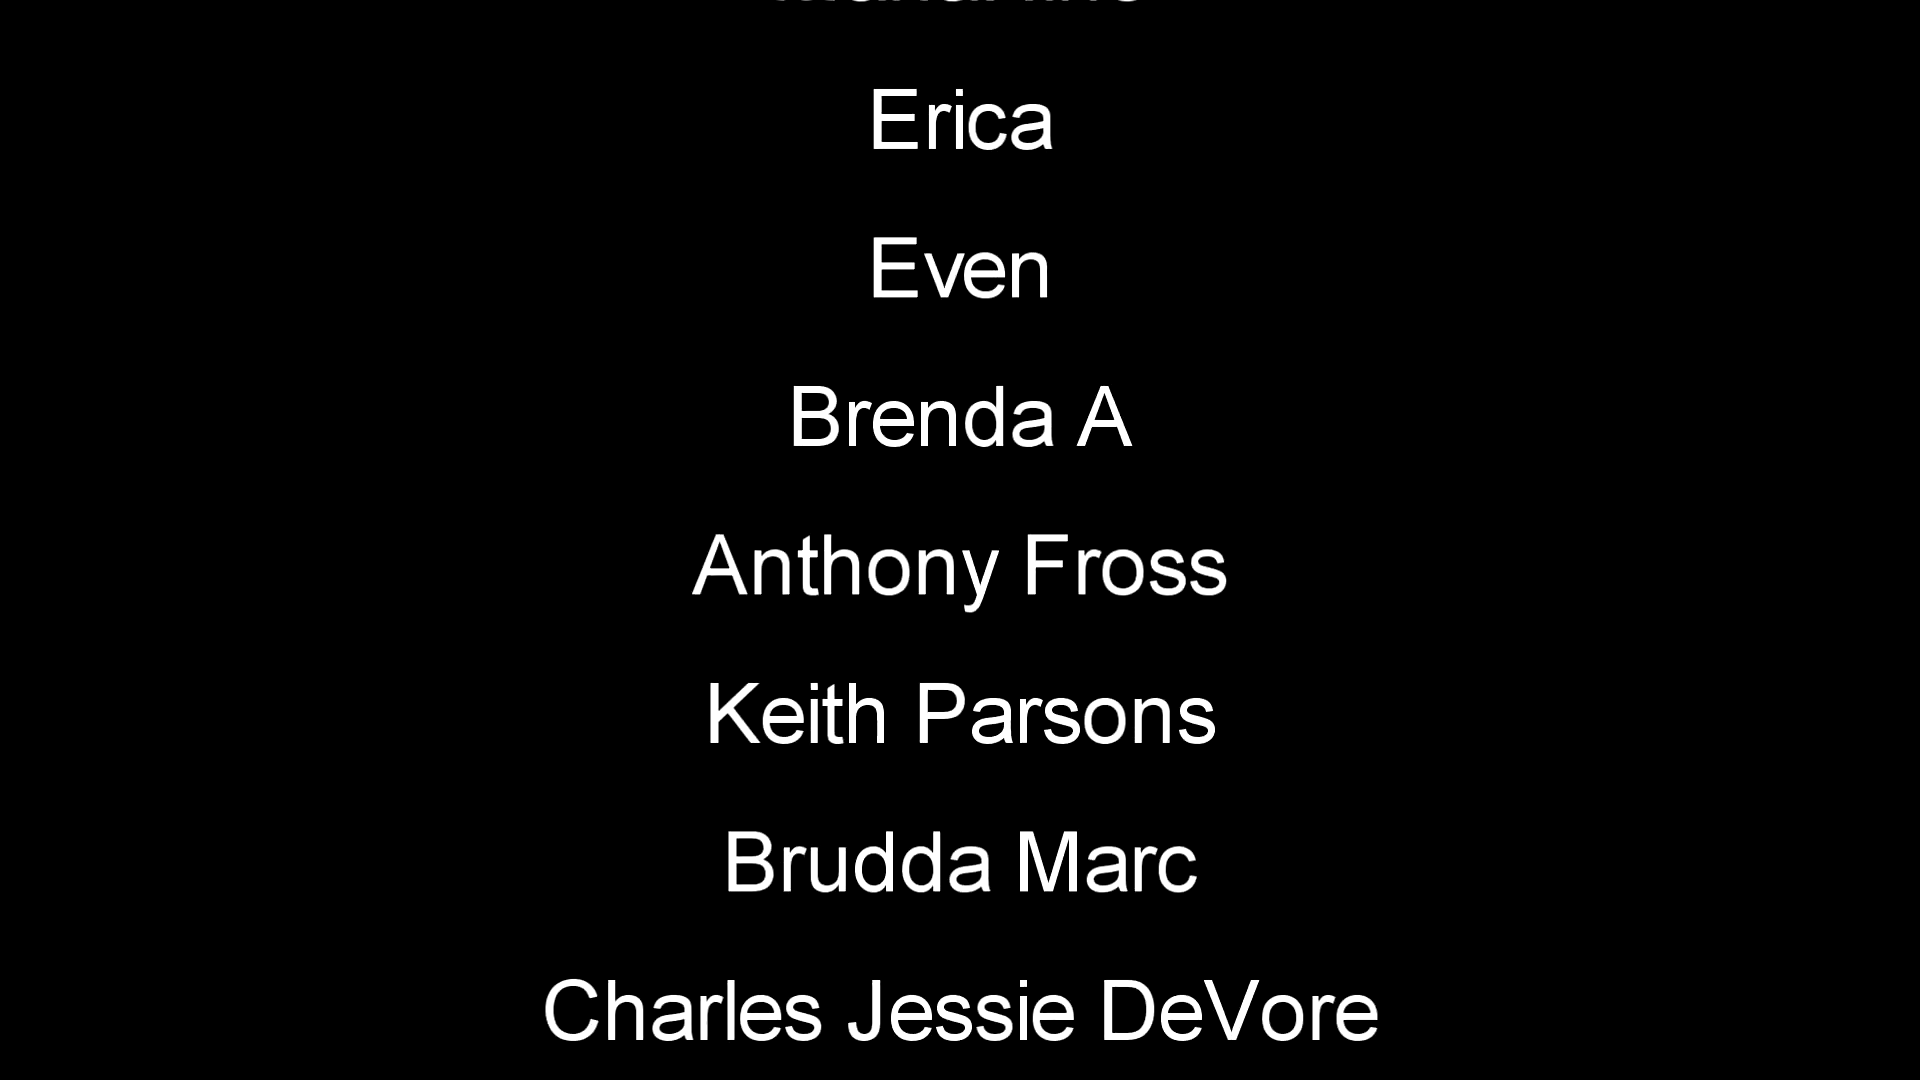 Erica
Even
Brenda A
Anthony Fross
Keith Parsons
Brudda Marc
Charles Jessie DeVore